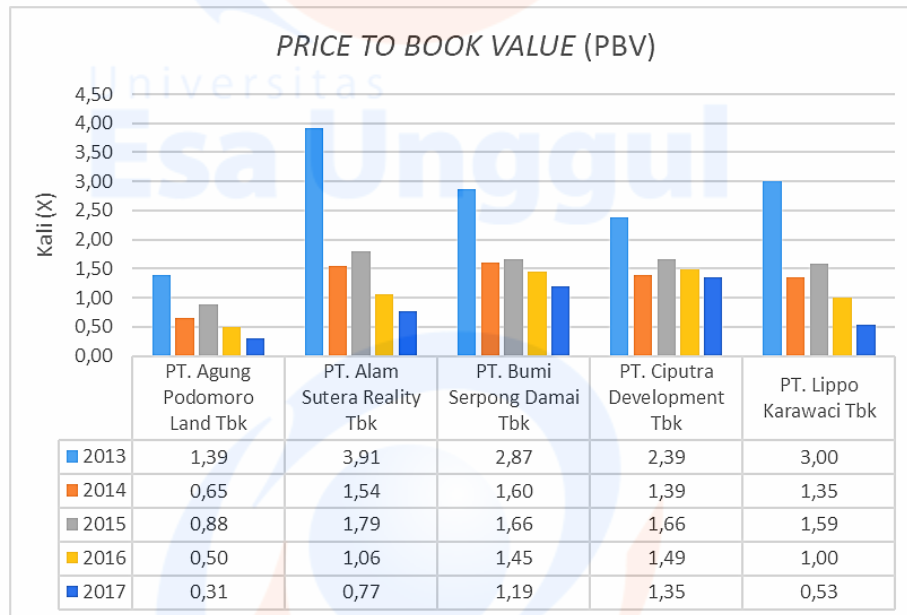 PRICE TO BOOK VALUE (PBV)
Universitas
Esa Unggul
Kali (X)
4,50
4,00
3,50
3,00
2,50
2,00
1,50
1,00
0,50
0,00
PT. Agung Podomoro Land Tbk
PT. Alam Sutera Reality Tbk
PT. Bumi Serpong Damai Tbk
PT. Ciputra Development Tbk
PT. Lippo Karawaci Tbk
2013 1,39 3,91 2,87 2,39 3,00
2014 0,65 1,54 1,60 1,39 1,35
2015 0,88 1,79 1,66 1,66 1,59
2016 0,50 1,06 1,45 1,49 1,00
2017 0,31 0,77 1,19 1,35 0,53